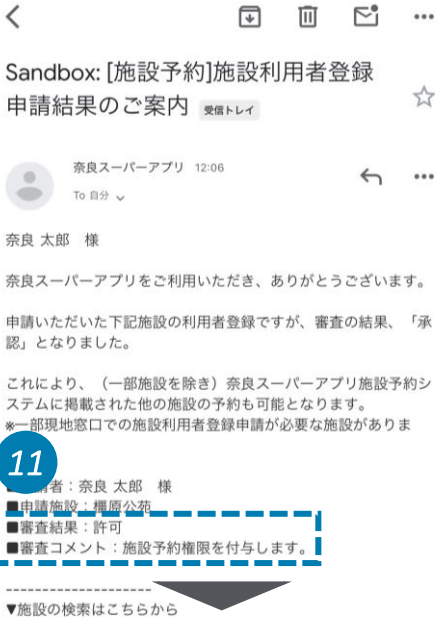 Sandbox: [施設予約]施設利用者登録
申請結果のご案内 受信トレイ
奈良スーパーアプリ 12:06
To 自分
奈良 太郎　様
奈良スーパーアプリをご利用いただき、ありがとうございます。
申請いただいた下記施設の利用者登録ですが、審査の結果、「承
認」となりました。
これにより、（一部施設を除き）奈良スーパーアプリ施設予約シ
ステムに掲載された他の施設の予約も可能となります。
※一部現地窓口での施設利用者登録申請が必要な施設がありま
11
者：奈良 太郎　様
■申請施設：橿原公苑
■審査結果：許可
■審査コメント：施設予約権限を付与します。
--------------------
▼施設の検索はこちらから